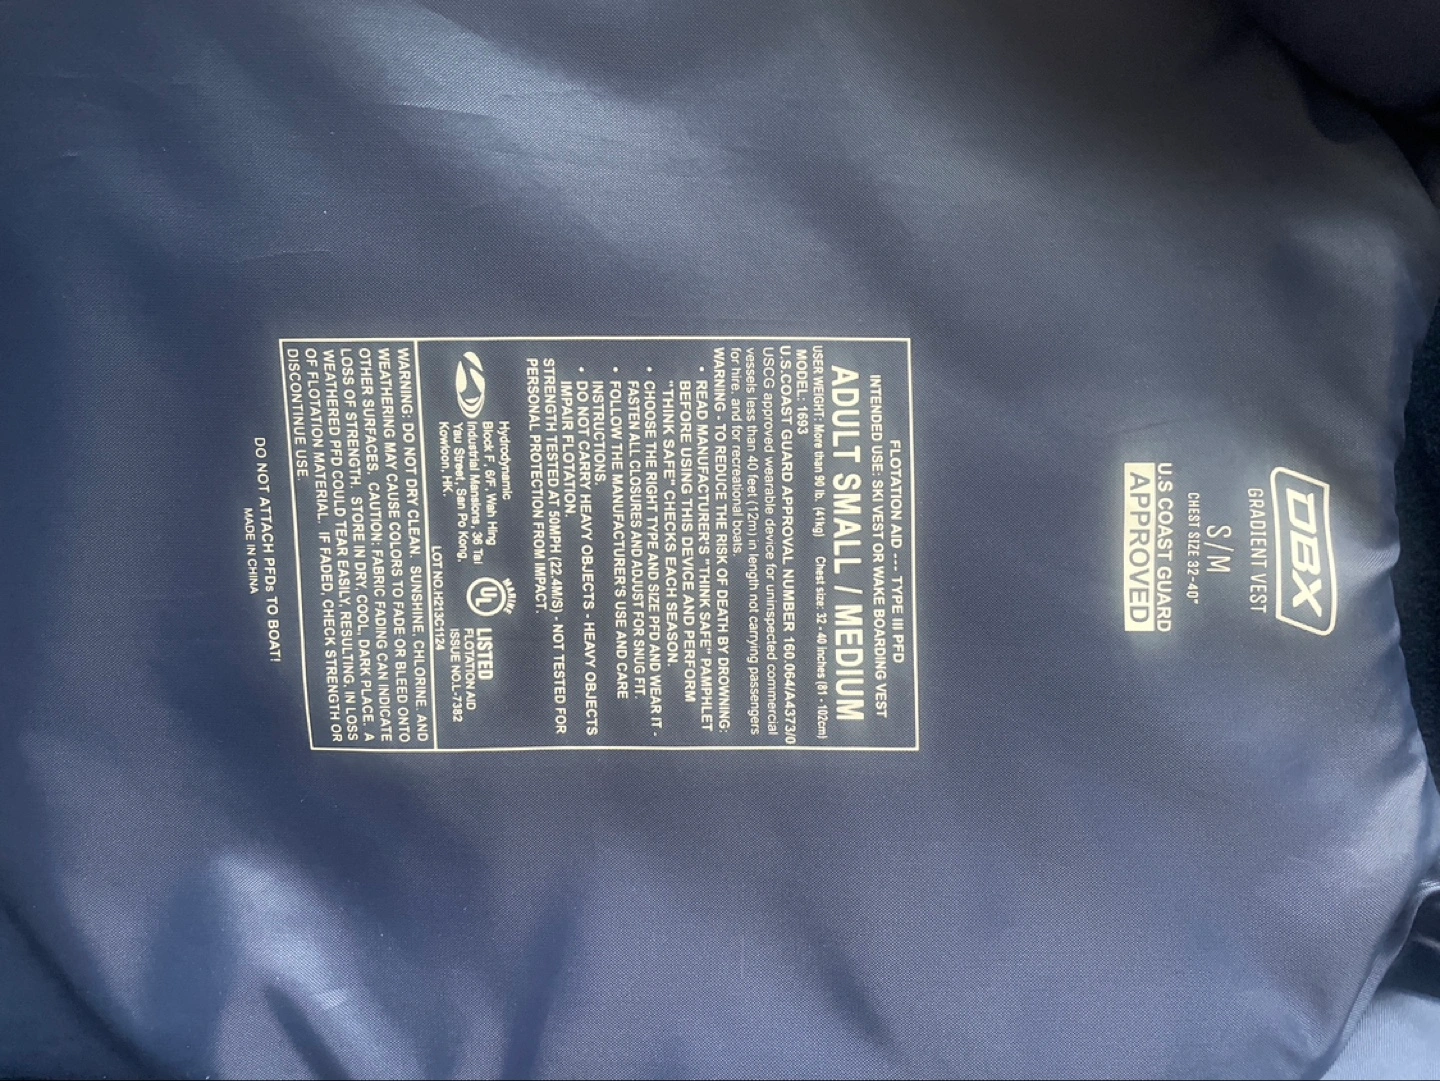 DBX
GRADIENT VEST
S/M
CHEST SIZE 32-40"
U.S COAST GUARD
APPROVED
FLOTATION AID --- TYPE III PFD
INTENDED USE: SKI VEST OR WAKE BOARDING VEST
ADULT SMALL / MEDIUM
USER WEIGHT: More than 90 lb. (41kg) Chest size: 32 - 40 Inches (81 - 102cm)
MODEL: 1693
U.S.COAST GUARD APPROVAL NUMBER 160.064/A4373/0
USCG approved wearable device for uninspected commercial
vessels less than 40 feet (12m) in length not carrying passengers
for hire, and for recreational boats.
WARNING - TO REDUCE THE RISK OF DEATH BY DROWNING:
• READ MANUFACTURER'S "THINK SAFE" PAMPHLET
BEFORE USING THIS DEVICE AND PERFORM
"THINK SAFE" CHECKS EACH SEASON.
• CHOOSE THE RIGHT TYPE AND SIZE PFD AND WEAR IT -
FASTEN ALL CLOSURES AND ADJUST FOR SNUG FIT.
• FOLLOW THE MANUFACTURER'S USE AND CARE
INSTRUCTIONS.
• DO NOT CARRY HEAVY OBJECTS - HEAVY OBJECTS
IMPAIR FLOTATION.
STRENGTH TESTED AT 50MPH (22.4M/S) - NOT TESTED FOR
PERSONAL PROTECTION FROM IMPACT.
Hydrodynamic
Block F, 6/F, Wah Hing
Industrial Mansions, 36 Tai
Yau Street, San Po Kong,
Kowloon, HK.
MARINE
UL
LISTED
FLOTATION AID
ISSUE NO.L-7382
LOT NO.H213C1124
WARNING: DO NOT DRY CLEAN. SUNSHINE, CHLORINE, AND
WEATHERING MAY CAUSE COLORS TO FADE OR BLEED ONTO
OTHER SURFACES. CAUTION: FABRIC FADING CAN INDICATE
LOSS OF STRENGTH. STORE IN DRY, COOL, DARK PLACE. A
WEATHERED PFD COULD TEAR EASILY, RESULTING, IN LOSS
OF FLOTATION MATERIAL. IF FADED, CHECK STRENGTH OR
DISCONTINUE USE.
DO NOT ATTACH PFDs TO BOAT!
MADE IN CHINA